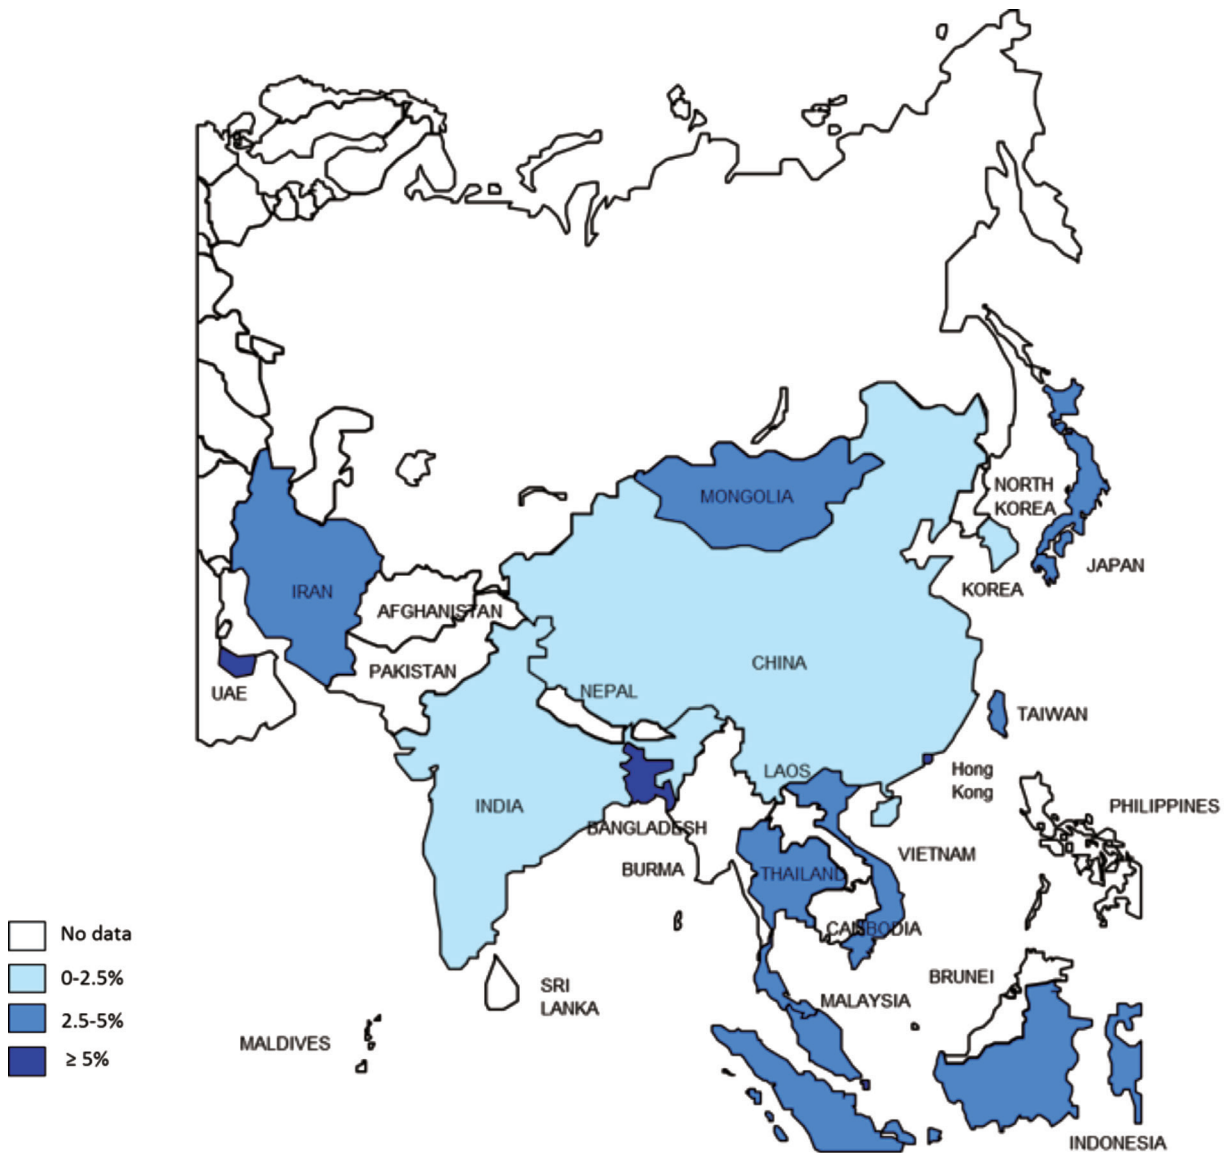 MONGOLIA
NORTH
KOREA
JAPAN
KOREA
IRAN
AFGHANISTAN
PAKISTAN
UAE
CHINA
NEPAL
TAIWAN
LAOS
Hong
Kong
INDIA
BANGLADESH
PHILIPPINES
BURMA
VIETNAM
THAILAND
CAMBODIA
No data
0-2.5%
2.5-5%
≥ 5%
SRI
LANKA
BRUNEI
MALAYSIA
MALDIVES
INDONESIA